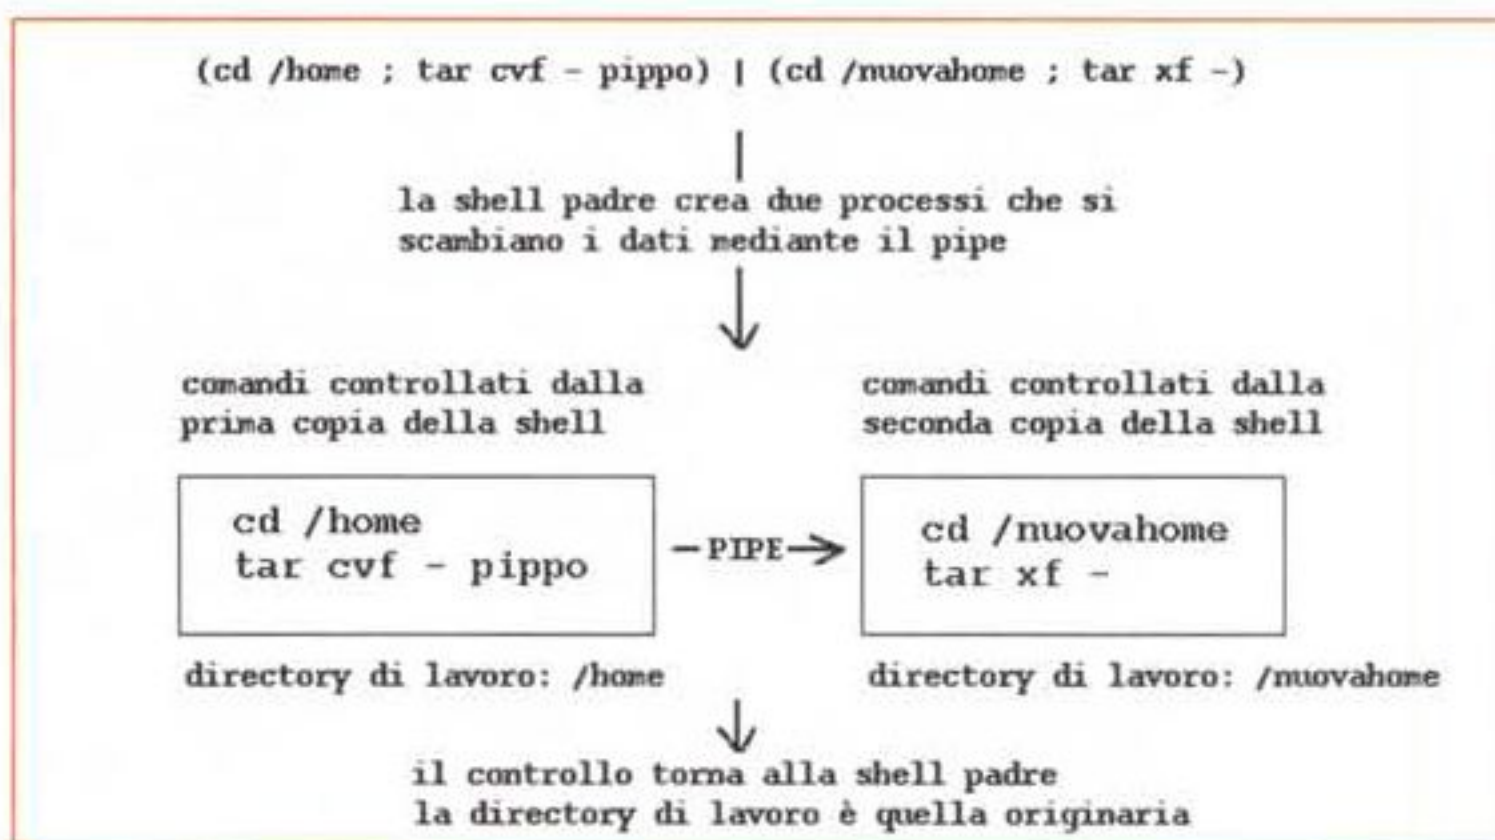 (cd /home ; tar cvf - pippo) | (cd /nuovahome ; tar xf -)
la shell padre crea due processi che si
scambiano i dati mediante il pipe
comandi controllati dalla
prima copia della shell
comandi controllati dalla
seconda copia della shell
cd /home
tar cvf - pippo
PIPE
cd /nuovahome
tar xf -
directory di lavoro: /home
directory di lavoro: /nuovahome
il controllo torna alla shell padre
la directory di lavoro è quella originaria